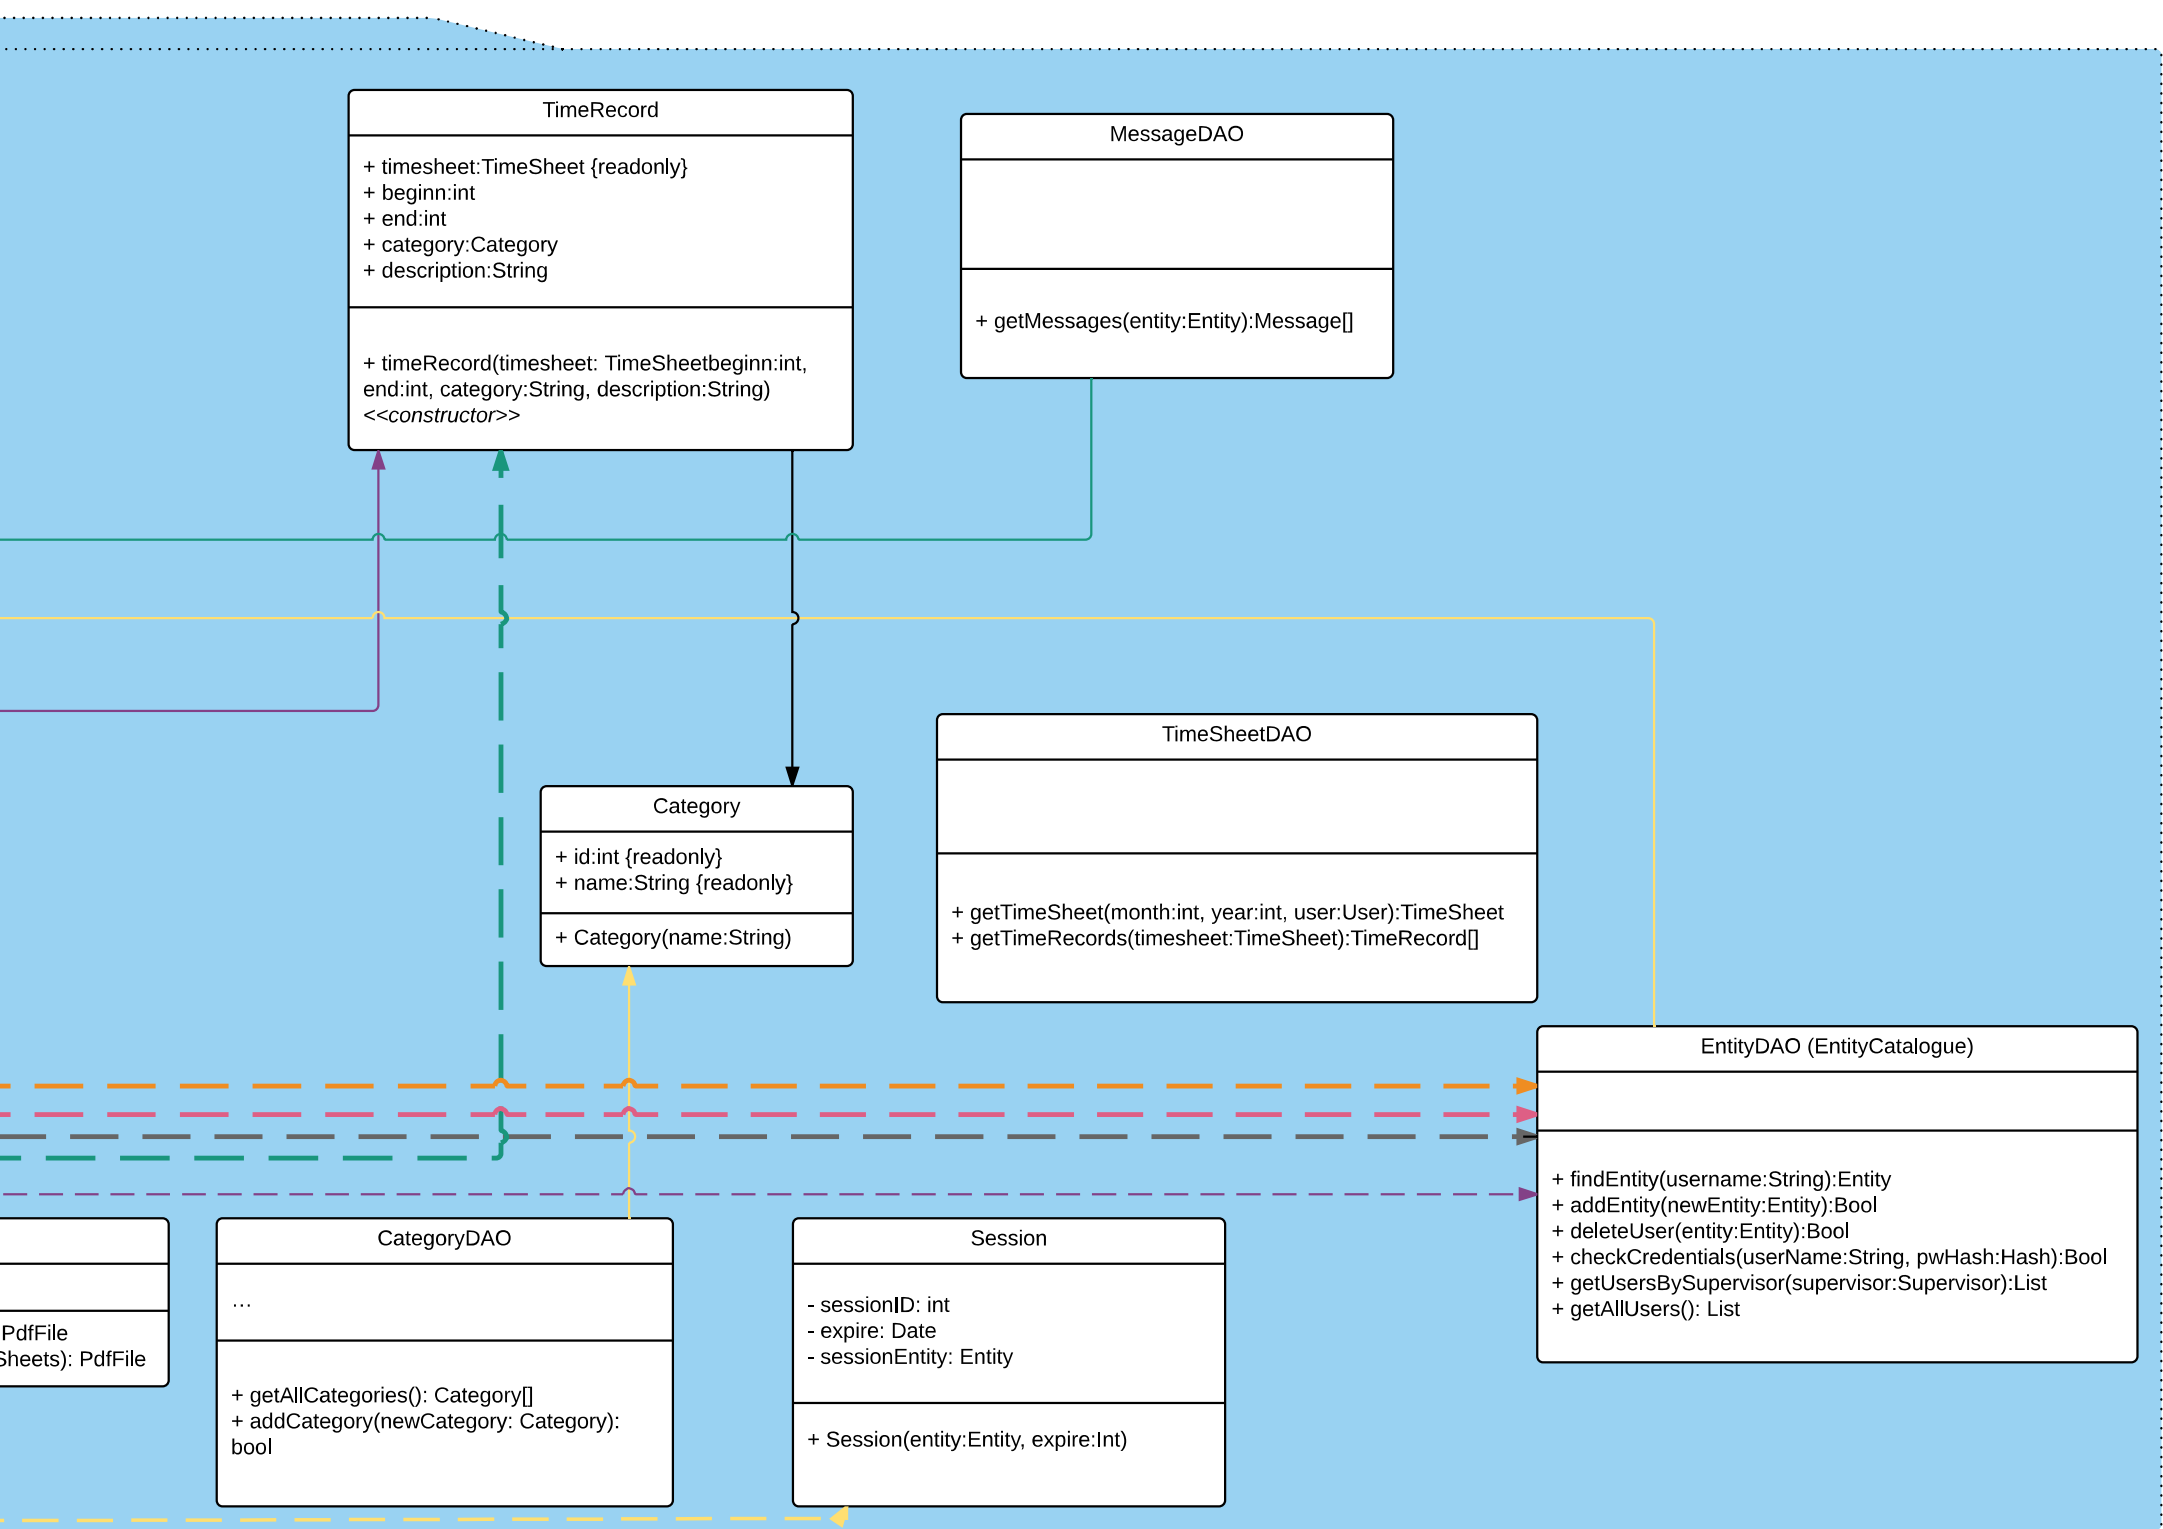 TimeRecord
+ timesheet:TimeSheet {readonly}
+ beginn:int
+ end:int
+ category:Category
+ description:String
+ timeRecord(timesheet: TimeSheetbeginn:int,
end:int, category:String, description:String)
<<constructor>>
MessageDAO
+ getMessages(entity:Entity):Message[]
Category
+ id:int {readonly}
+ name:String {readonly}
+ Category(name:String)
TimeSheetDAO
+ getTimeSheet(month:int, year:int, user:User):TimeSheet
+ getTimeRecords(timesheet:TimeSheet):TimeRecord[]
EntityDAO (EntityCatalogue)
+ findEntity(username:String):Entity
+ addEntity(newEntity:Entity):Bool
+ deleteUser(entity:Entity):Bool
+ checkCredentials(userName:String, pwHash:Hash):Bool
+ getUsersBySupervisor(supervisor:Supervisor):List
+ getAllUsers(): List
PdfFile
Sheets): PdfFile
CategoryDAO
...
+ getAllCategories(): Category[]
+ addCategory(newCategory: Category):
bool
Session
- sessionID: int
- expire: Date
- sessionEntity: Entity
+ Session(entity:Entity, expire:Int)